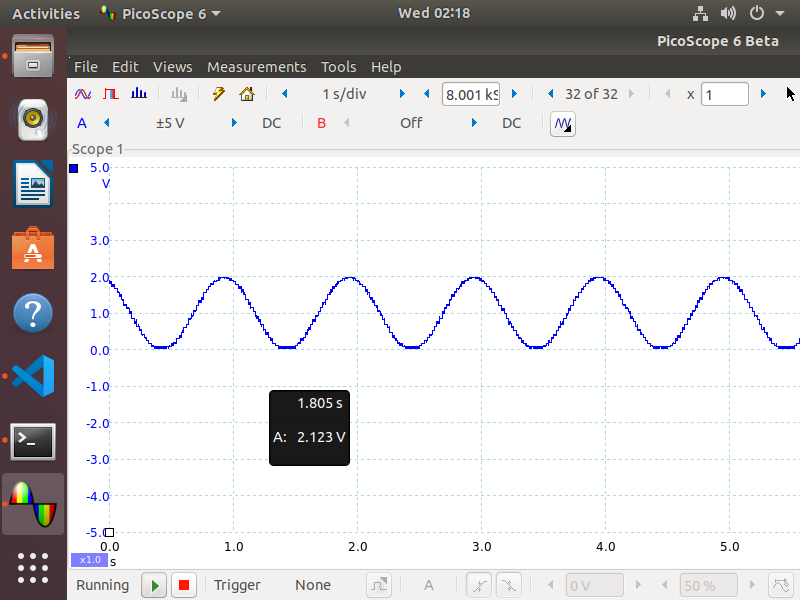 Activities PicoScope 6 Wed 02:18
PicoScope 6 Beta
File Edit Views Measurements Tools Help
1 s/div 8.001 kS 32 of 32 x 1
A ±5 V DC B Off DC
Scope 1
5.0
V
3.0
2.0
1.0
0.0
-1.0
-2.0
-3.0
-4.0
-5.0
1.805 s
A: 2.123 V
0.0 1.0 2.0 3.0 4.0 5.0
x1.0 s
Running Trigger None A 0 V 50 %